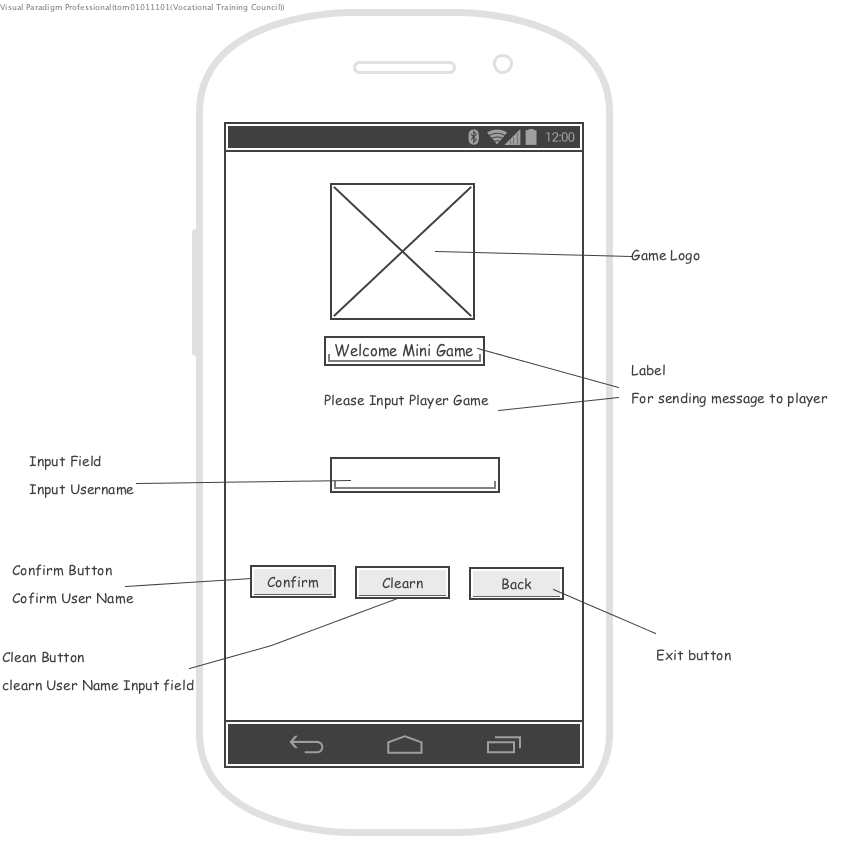 Visual Paradigm Professional(tom01011101(Vocational Training Council))
12:00
Game Logo
Welcome Mini Game
Label
Please Input Player Game
For sending message to player
Input Field
Input Username
Confirm Button
Cofirm User Name
Confirm
Clearn
Back
Clean Button
clearn User Name Input field
Exit button